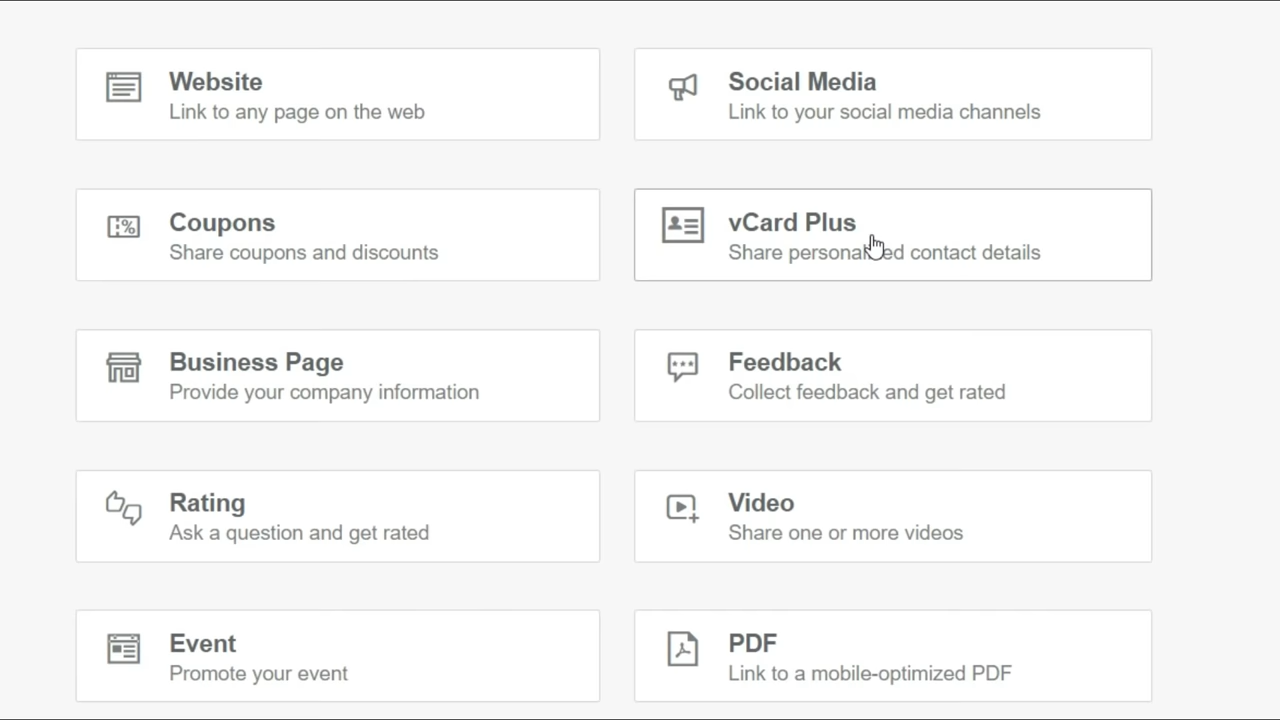 Website
Link to any page on the web
Social Media
Link to your social media channels
Coupons
Share coupons and discounts
vCard Plus
Share contact details
Business Page
Provide your company information
Feedback
Collect feedback and get rated
Rating
Ask a question and get rated
Video
Share one or more videos
Event
Promote your event
PDF
Link to a mobile-optimized PDF